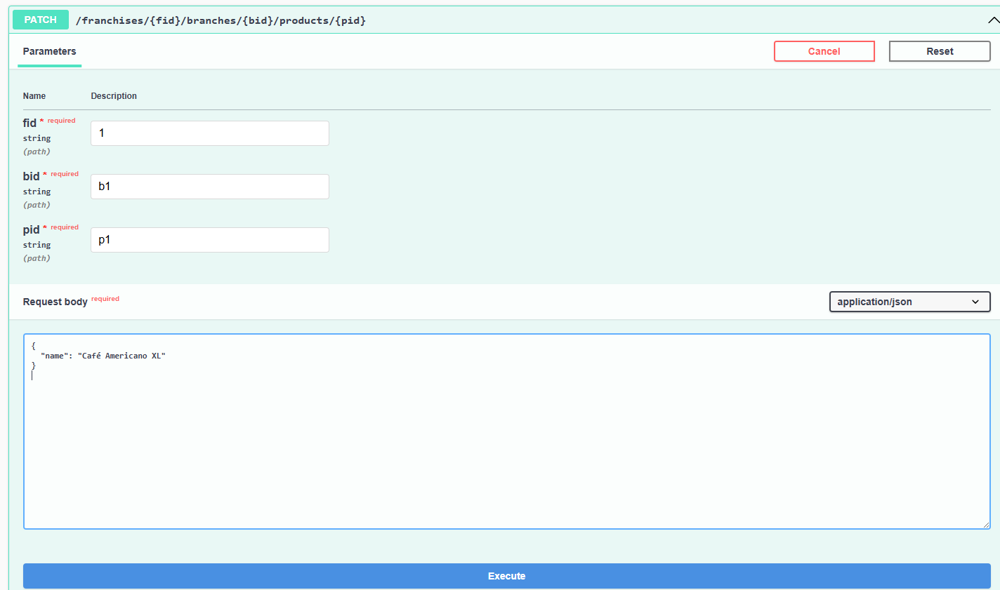 PATCH /franchises/{fid}/branches/{bid}/products/{pid}
Parameters
Cancel
Reset
Name Description
fid * required
string
(path)
1
bid * required
string
(path)
b1
pid * required
string
(path)
p1
Request body required
application/json
{
"name": "Café Americano XL"
}
Execute